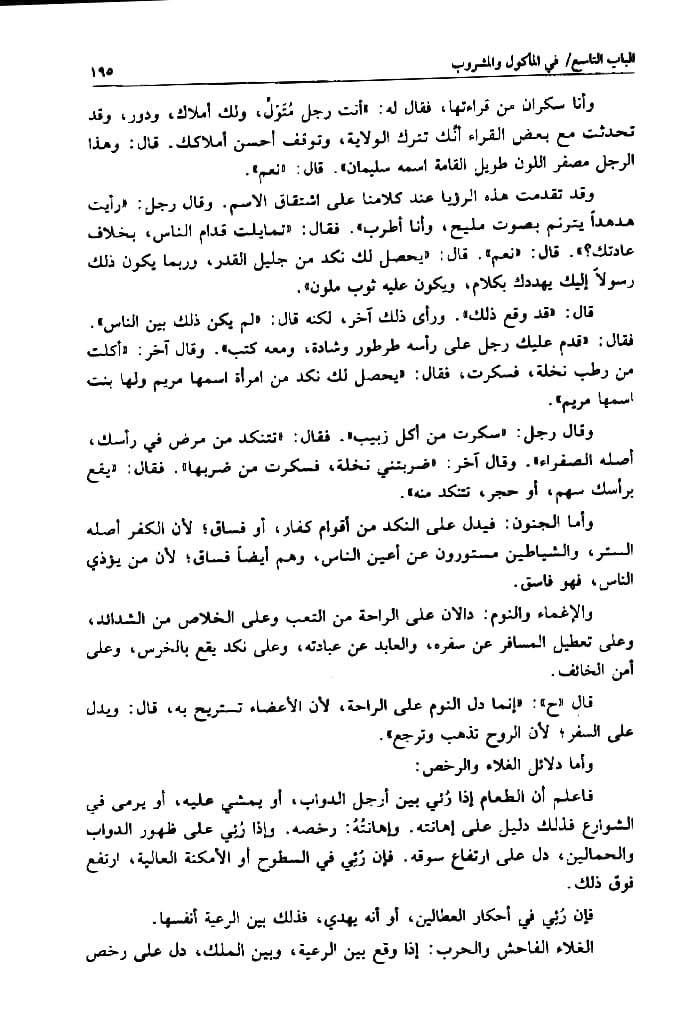 الباب التاسع/ في المأكول والمشروب
١٩٥
وأنا سكران من قراءتها، فقال له: «أنت رجل مُتَوَلٍّ، ولك أملاك، ودور، وقد
تحدثت مع بعض القراء أنَّك تترك الولاية، وتوقف أحسن أملاكك. قال: وهذا
الرجل مصفر اللون طويل القامة اسمه سليمان». قال: «نعم».
وقد تقدمت هذه الرؤيا عند كلامنا على اشتقاق الاسم. وقال رجل: «رأيت
هدهداً يترنم بصوت مليح، وأنا أطرب». فقال: «تمايلت قدام الناس، بخلاف
عادتك؟». قال: «نعم». قال: «يحصل لك نكد من جليل القدر، وربما يكون ذلك
رسولاً إليك يهددك بكلام، ويكون عليه ثوب ملون».
قال: «قد وقع ذلك». ورأى ذلك آخر، لكنه قال: «لم يكن ذلك بين الناس».
فقال: «قدم عليك رجل على رأسه طرطور وشادة، ومعه كتب». وقال آخر: «أكلت
من رطب نخلة، فسكرت، فقال: «يحصل لك نكد من امرأة اسمها مريم ولها بنت
اسمها مريم».
وقال رجل: «سكرت من أكل زبيب». فقال: «تتنكد من مرض في رأسك،
أصله الصفراء». وقال آخر: «ضربتني نخلة، فسكرت من ضربها». فقال: «يقع
برأسك سهم، أو حجر، تتنكد منه».
وأما الجنون: فيدل على النكد من أقوام كفار، أو فساق؛ لأن الكفر أصله
الستر، والشياطين مستورون عن أعين الناس، وهم أيضاً فساق؛ لأن من يؤذي
الناس، فهو فاسق.
والإغماء والنوم: دالان على الراحة من التعب وعلى الخلاص من الشدائد،
وعلى تعطيل المسافر عن سفره، والعابد عن عبادته، وعلى نكد يقع بالخرس، وعلى
أمن الخائف.
قال «ح»: «إنما دل النوم على الراحة، لأن الأعضاء تستريح به، قال: ويدل
على السفر؛ لأن الروح تذهب وترجع».
وأما دلائل الغلاء والرخص:
فاعلم أن الطعام إذا رُئي بين أرجل الدواب، أو يمشي عليه، أو يرمى في
الشوارع فذلك دليل على إهانته. وإهانتُهُ: رخصه. وإذا رُئِي على ظهور الدواب
والحمالين، دل على ارتفاع سوقه. فإن رُئِي في السطوح أو الأمكنة العالية، ارتفع
فوق ذلك.
فإن رُئِي في أحكار العطالين، أو أنه يهدي، فذلك بين الرعية أنفسها.
الغلاء الفاحش والحرب: إذا وقع بين الرعية، وبين الملك، دل على رخص